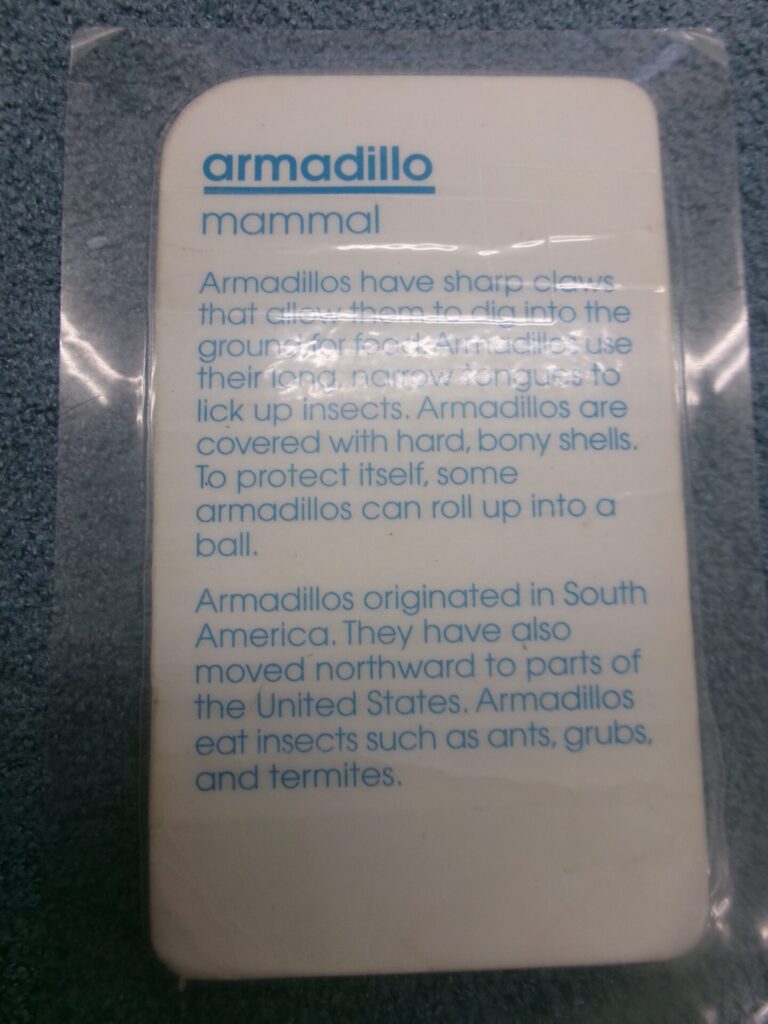 armadillo
mammal
Armadillos have sharp claws
that allow them to dig into the
ground for food. Armadillos use
their long, narrow tongues to
lick up insects. Armadillos are
covered with hard, bony shells.
To protect itself, some
armadillos can roll up into a
ball.
Armadillos originated in South
America. They have also
moved northward to parts of
the United States. Armadillos
eat insects such as ants, grubs,
and termites.